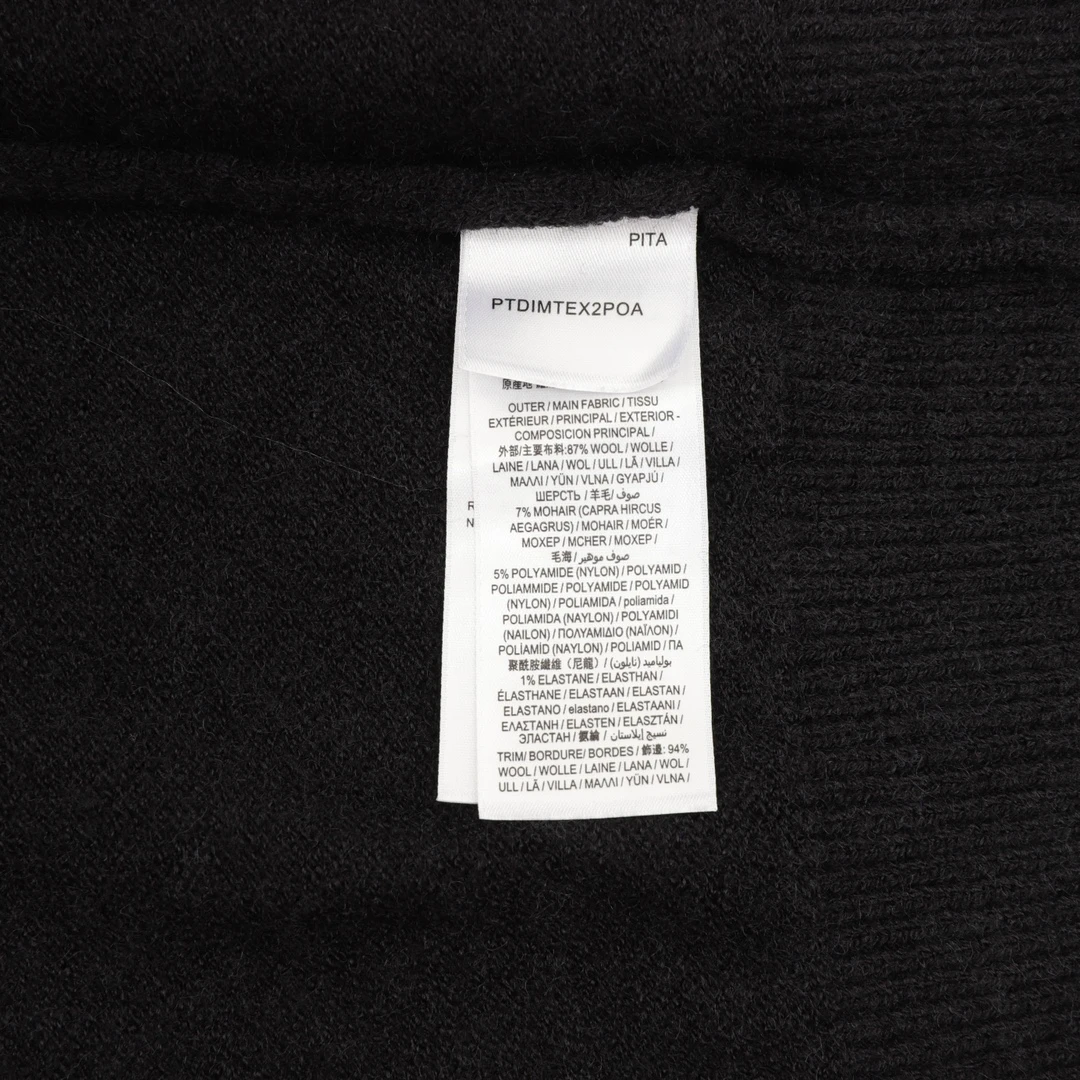 PITA
PTDIMTEX2POA
原産地
OUTER / MAIN FABRIC / TISSU
EXTÉRIEUR / PRINCIPAL / EXTERIOR -
COMPOSICION PRINCIPAL /
外部/主要布料:87% WOOL / WOLLE /
LAINE / LANA / WOL / ULL / LÃ / VILLA /
ΜΑΛΛΙ / YÜN / VLNA / GYAPJÚ /
ШЕРСТЬ / 羊毛/ صوف /
7% MOHAIR (CAPRA HIRCUS
AEGAGRUS) / MOHAIR / MOÉR /
MOXEP / MCHER / MOXEP /
毛海 / صوف موهير /
5% POLYAMIDE (NYLON) / POLYAMID /
POLIAMMIDE / POLYAMIDE / POLYAMID
(NYLON) / POLIAMIDA / poliamida /
POLIAMIDA (NAYLON) / POLYAMIDI
(NAILON) / ΠΟΛΥΑΜΙΔΙΟ (ΝΑΪΛΟΝ) /
POLÍAMÍD (NAYLON) / POLIAMID / ПА
聚酰胺纖維（尼龍）/ بولياميد (نايلون) /
1% ELASTANE / ELASTHAN /
ÉLASTHANE / ELASTAAN / ELASTAN /
ELASTANO / elastano / ELASTAANI /
ΕΛΑΣΤΑΝΗ / ELASTEN / ELASZTÁN /
ЭЛАСТАН / 氨綸 / نسيج إيلاستان
TRIM/ BORDURE/ BORDES / 飾邊: 94%
WOOL / WOLLE / LAINE / LANA / WOL /
ULL / LÃ / VILLA / ΜΑΛΛΙ / YÜN / VLNA /
R
N